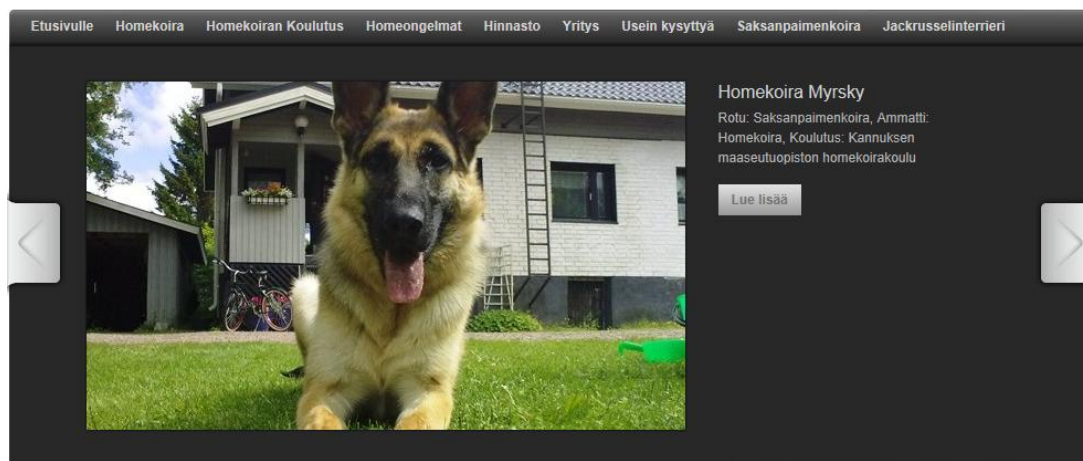 Etusivulle Homekoira Homekoiran Koulutus Homeongelmat Hinnasto Yritys Usein kysyttyä Saksanpaimenkoira Jackrusselinterrieri
Homekoira Myrsky
Rotu: Saksanpaimenkoira, Ammatti:
Homekoira, Koulutus: Kannuksen
maaseutuopiston homekoirakoulu
Lue lisää